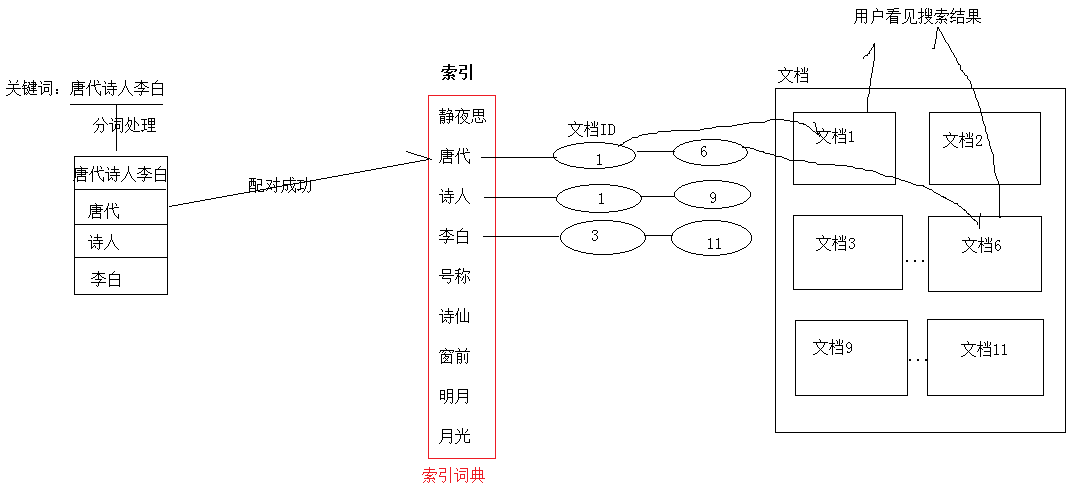 用户看见搜索结果
关键词：唐代诗人李白
分词处理
唐代诗人李白
唐代
诗人
李白
配对成功
索引
静夜思
唐代
诗人
李白
号称
诗仙
窗前
明月
月光
索引词典
文档ID
1
6
1
9
3
11
文档
文档1
文档2
文档3
...
文档6
文档9
...
文档11